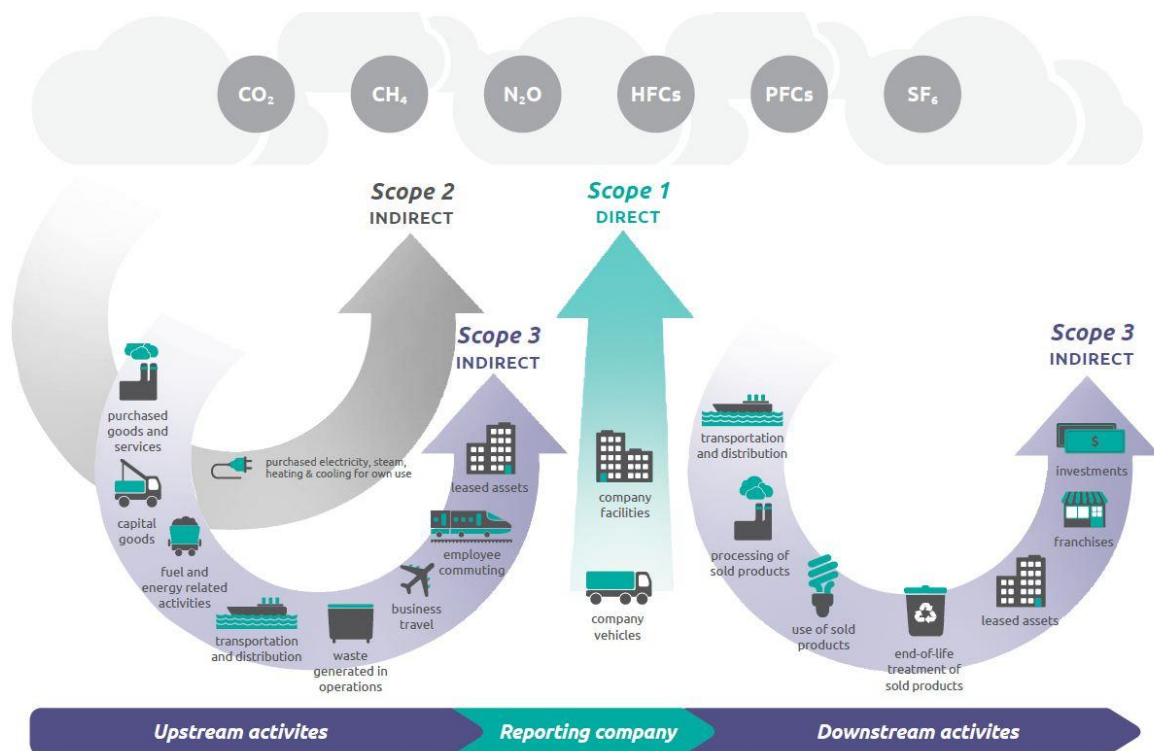 CO₂
CH₄
N₂O
HFCs
PFCs
SF₆
Scope 2
INDIRECT
Scope 1
DIRECT
Scope 3
INDIRECT
Scope 3
INDIRECT
purchased
goods and
services
purchased electricity, steam,
heating & cooling for own use
capital
goods
fuel and
energy related
activities
transportation
and distribution
waste
generated in
operations
business
travel
employee
commuting
leased assets
company
facilities
company
vehicles
transportation
and distribution
processing of
sold products
use of sold
products
end-of-life
treatment of
sold products
leased assets
franchises
$
investments
Upstream activites
Reporting company
Downstream activites